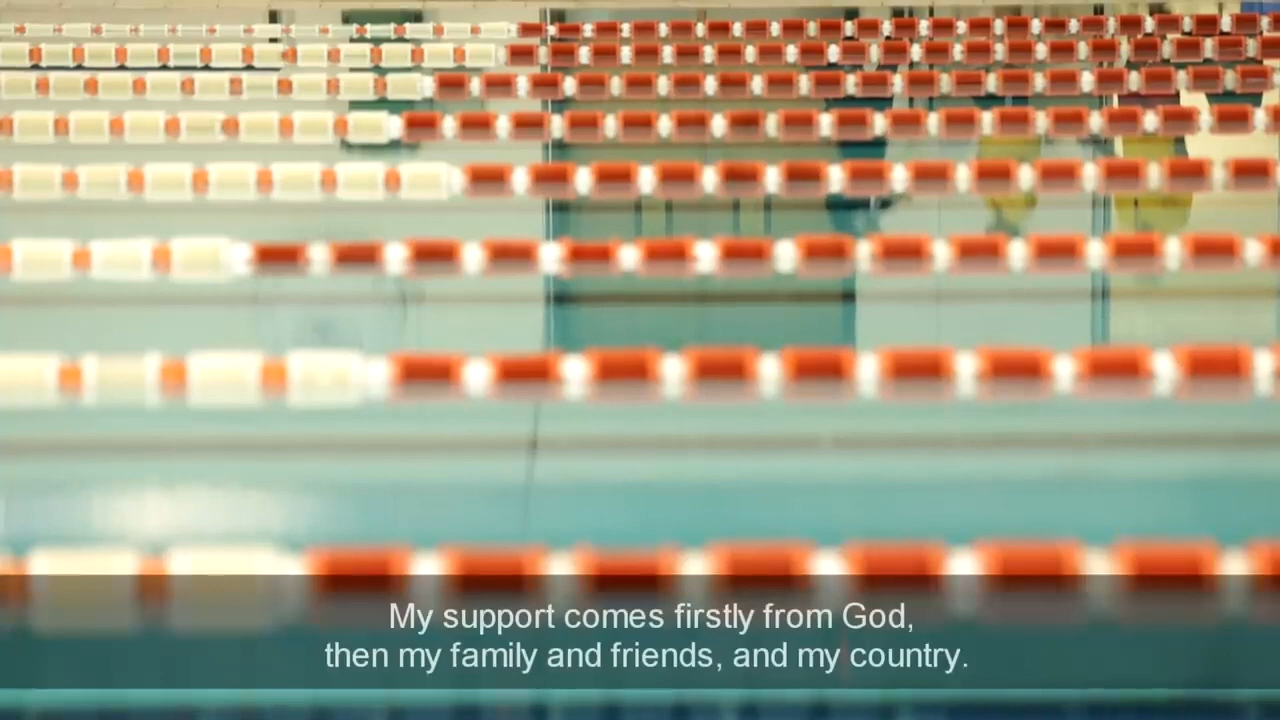 My support comes firstly from God,
then my family and friends, and my country.